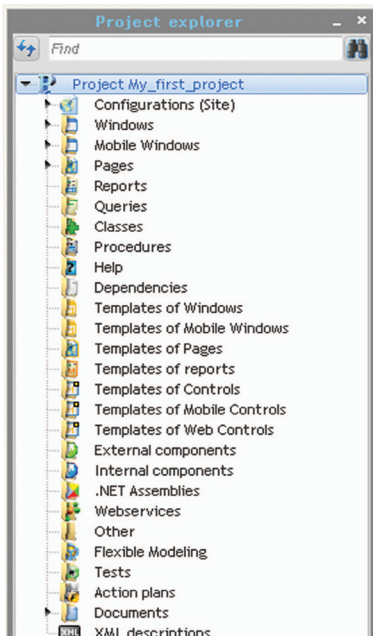 Project explorer
Find
Project My_first_project
Configurations (Site)
Windows
Mobile Windows
Pages
Reports
Queries
Classes
Procedures
Help
Dependencies
Templates of Windows
Templates of Mobile Windows
Templates of Pages
Templates of reports
Templates of Controls
Templates of Mobile Controls
Templates of Web Controls
External components
Internal components
.NET Assemblies
Webservices
Other
Flexible Modeling
Tests
Action plans
Documents
XML descriptions